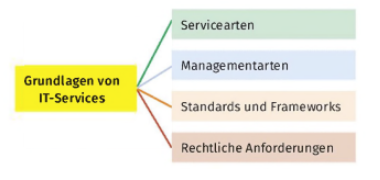 Grundlagen von
IT-Services
Servicearten
Managementarten
Standards und Frameworks
Rechtliche Anforderungen